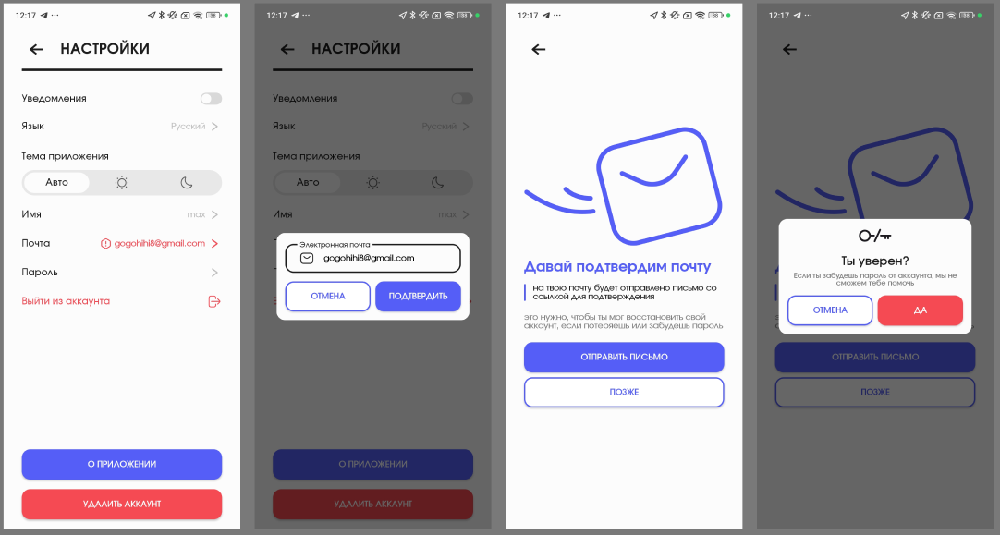 12:17
НАСТРОЙКИ
Уведомления
Язык
Русский
Тема приложения
Авто
Имя
max
Почта
gogohihi8@gmail.com
Пароль
Выйти из аккаунта
О ПРИЛОЖЕНИИ
УДАЛИТЬ АККАУНТ
12:17
НАСТРОЙКИ
Уведомления
Язык
Русский
Тема приложения
Авто
Имя
max
Электронная почта
gogohihi8@gmail.com
ОТМЕНА
ПОДТВЕРДИТЬ
О ПРИЛОЖЕНИИ
УДАЛИТЬ АККАУНТ
12:17
Давай подтвердим почту
на твою почту будет отправлено письмо со
ссылкой для подтверждения
это нужно, чтобы ты мог восстановить свой
аккаунт, если потеряешь или забудешь пароль
ОТПРАВИТЬ ПИСЬМО
ПОЗЖЕ
12:17
Ты уверен?
Если ты забудешь пароль от аккаунта, мы не
сможем тебе помочь
ОТМЕНА
ДА
ОТПРАВИТЬ ПИСЬМО
ПОЗЖЕ